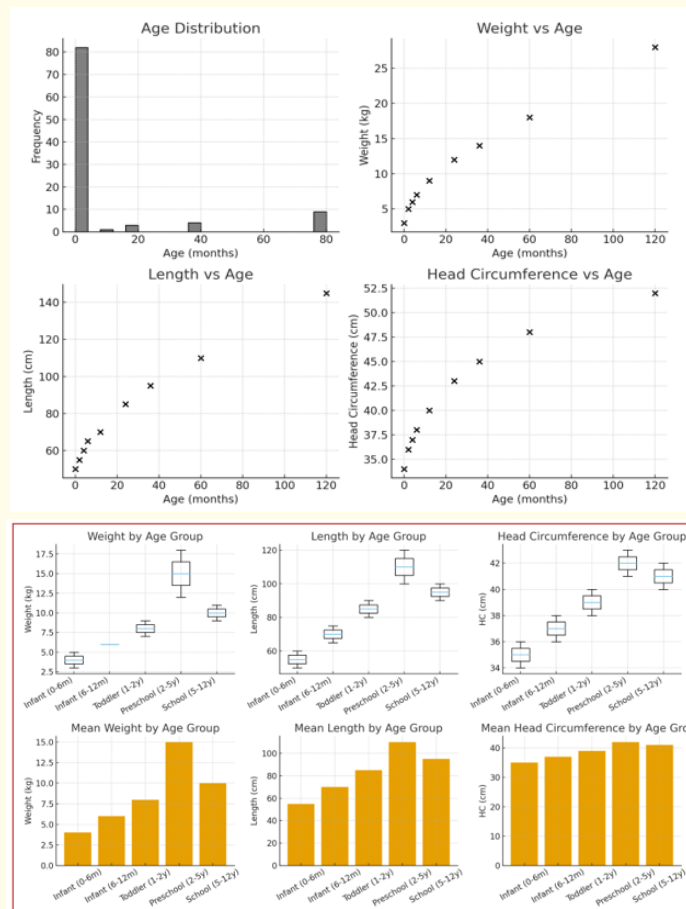 Age Distribution
80
70
60
50
40
30
20
10
0
Frequency
0 20 40 60 80
Age (months)
Weight vs Age
25
20
15
10
5
Weight (kg)
0 20 40 60 80 100 120
Age (months)
Length vs Age
140
120
100
80
60
Length (cm)
0 20 40 60 80 100 120
Age (months)
Head Circumference vs Age
52.5
50.0
47.5
45.0
42.5
40.0
37.5
35.0
Head Circumference (cm)
0 20 40 60 80 100 120
Age (months)
Weight by Age Group
17.5
15.0
12.5
10.0
7.5
5.0
2.5
Weight (kg)
Infant (0-6m)
Infant (6-12m)
Toddler (1-2y)
Preschool (2-5y)
School (5-12y)
Length by Age Group
120
100
80
60
Length (cm)
Infant (0-6m)
Infant (6-12m)
Toddler (1-2y)
Preschool (2-5y)
School (5-12y)
Head Circumference by Age Group
42
40
38
36
34
HC (cm)
Infant (0-6m)
Infant (6-12m)
Toddler (1-2y)
Preschool (2-5y)
School (5-12y)
Mean Weight by Age Group
15.0
12.5
10.0
7.5
5.0
2.5
0.0
Weight (kg)
Infant (0-6m)
Infant (6-12m)
Toddler (1-2y)
Preschool (2-5y)
School (5-12y)
Mean Length by Age Group
100
80
60
40
20
0
Length (cm)
Infant (0-6m)
Infant (6-12m)
Toddler (1-2y)
Preschool (2-5y)
School (5-12y)
Mean Head Circumference by Age Gro
40
30
20
10
0
HC (cm)
Infant (0-6m)
Infant (6-12m)
Toddler (1-2y)
Preschool (2-5y)
School (5-12y)